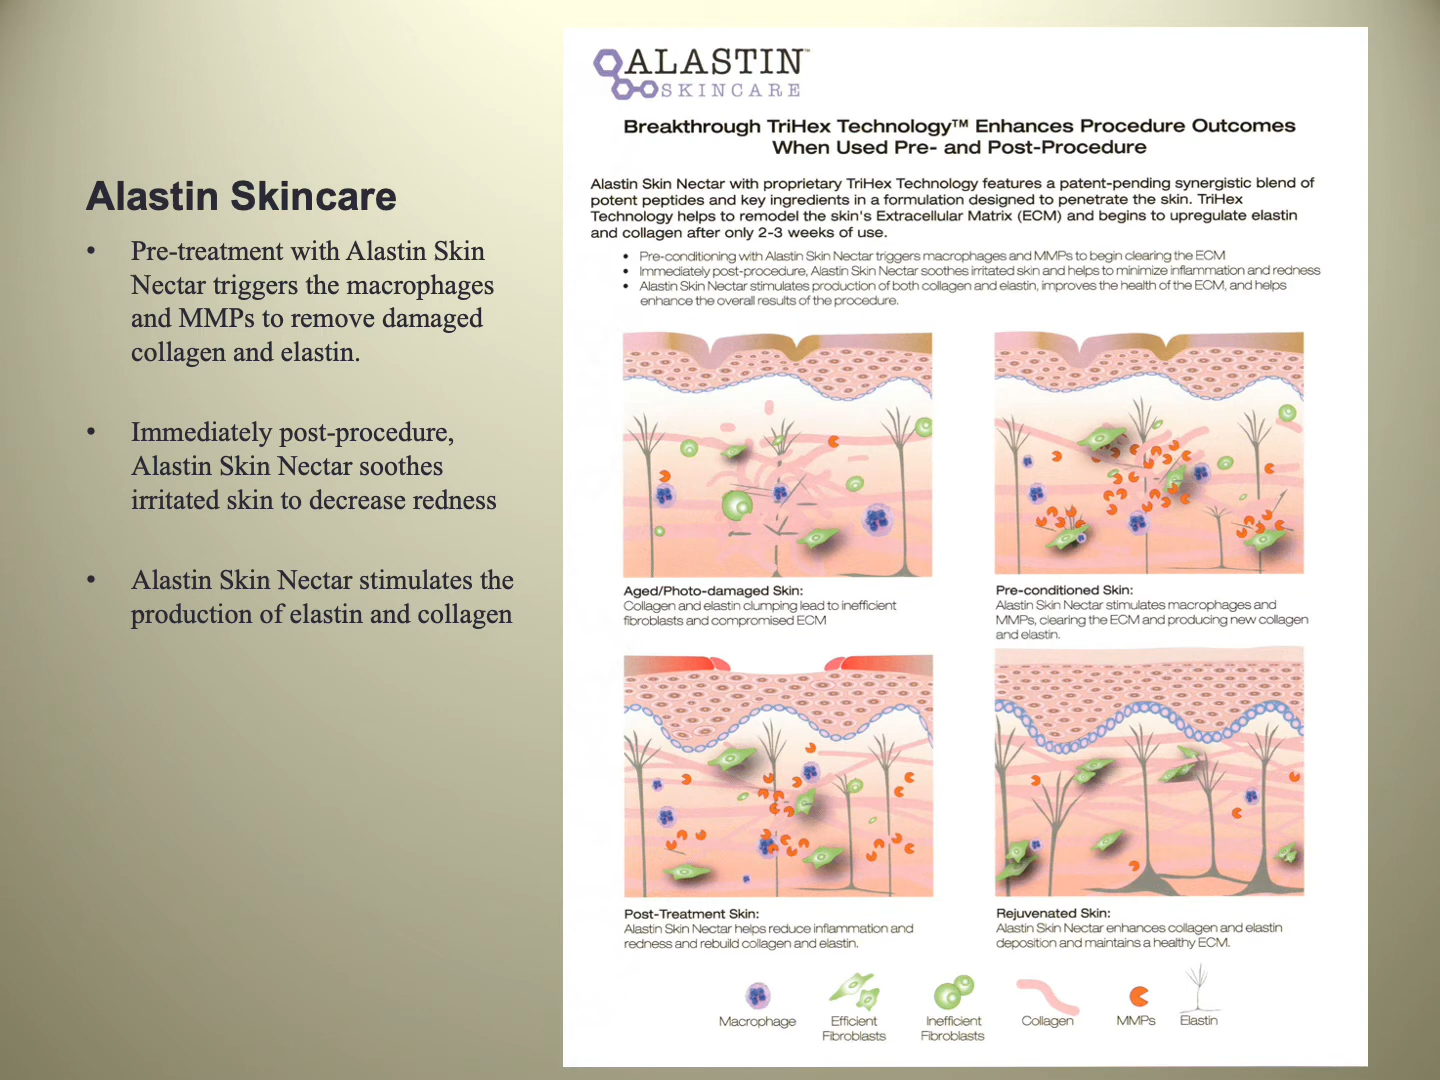 Alastin Skincare
• Pre-treatment with Alastin Skin
Nectar triggers the macrophages
and MMPs to remove damaged
collagen and elastin.
• Immediately post-procedure,
Alastin Skin Nectar soothes
irritated skin to decrease redness
• Alastin Skin Nectar stimulates the
production of elastin and collagen
ALASTIN™
SKINCARE
Breakthrough TriHex Technology™ Enhances Procedure Outcomes
When Used Pre- and Post-Procedure
Alastin Skin Nectar with proprietary TriHex Technology features a patent-pending synergistic blend of
potent peptides and key ingredients in a formulation designed to penetrate the skin. TriHex
Technology helps to remodel the skin's Extracellular Matrix (ECM) and begins to upregulate elastin
and collagen after only 2-3 weeks of use.
• Pre-conditioning with Alastin Skin Nectar triggers macrophages and MMPs to begin clearing the ECM
• Immediately post-procedure, Alastin Skin Nectar soothes irritated skin and helps to minimize inflammation and redness
• Alastin Skin Nectar stimulates production of both collagen and elastin, improves the health of the ECM, and helps
enhance the overall results of the procedure.
Aged/Photo-damaged Skin:
Collagen and elastin clumping lead to inefficient
fibroblasts and compromised ECM
Pre-conditioned Skin:
Alastin Skin Nectar stimulates macrophages and
MMPs, clearing the ECM and producing new collagen
and elastin.
Post-Treatment Skin:
Alastin Skin Nectar helps reduce inflammation and
redness and rebuild collagen and elastin.
Rejuvenated Skin:
Alastin Skin Nectar enhances collagen and elastin
deposition and maintains a healthy ECM.
Macrophage
Efficient
Fibroblasts
Inefficient
Fibroblasts
Collagen
MMPs
Elastin